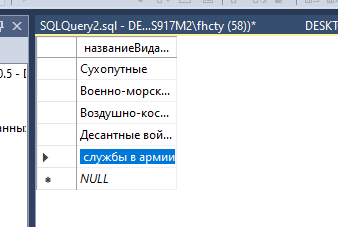 SQLQuery2.sql - DE...S917M2\fhcty (58))*
DESKT
названиеВида...
0.5 - D
Сухопутные
Военно-морск...
Воздушно-кос...
анных
Десантные вой...
службы в армии
NULL